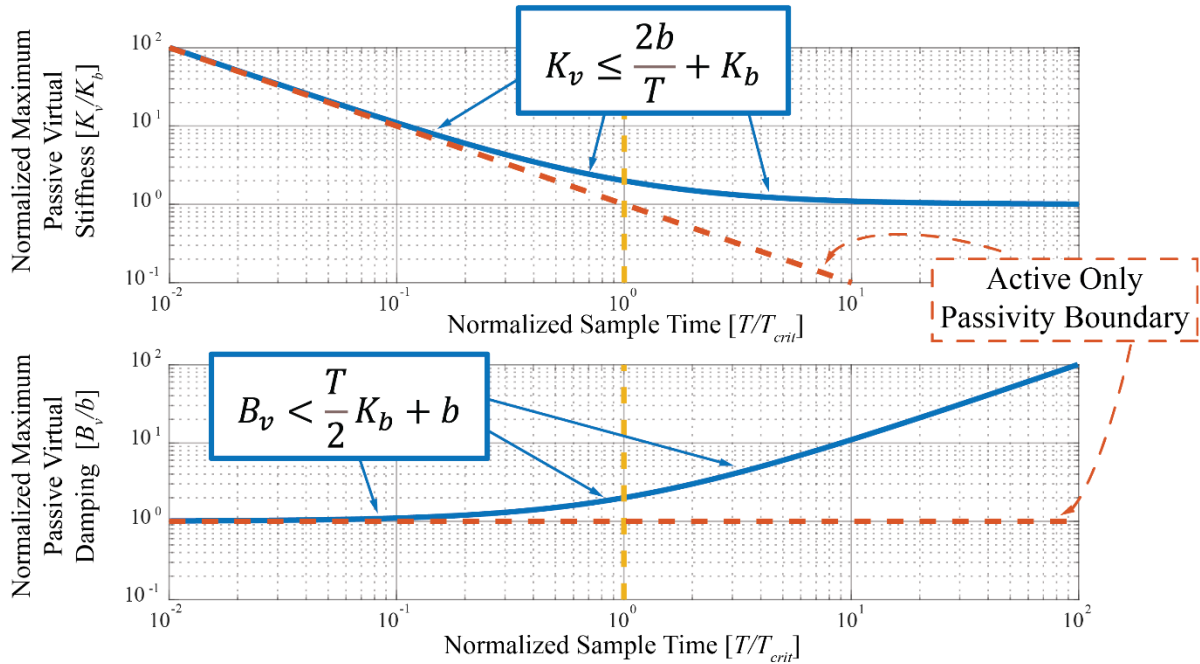 Normalized Maximum
Passive Virtual
Stiffness [K_v/K_b]
10^2
10^1
10^0
10^-1
K_v ≤ 2b/T + K_b
10^-2
10^-1
10^0
10^1
Normalized Sample Time [T/T_crit]
Active Only
Passivity Boundary
Normalized Maximum
Passive Virtual
Damping [B_v/b]
10^2
10^1
10^0
10^-1
B_v < T/2 K_b + b
10^-2
10^-1
10^0
10^1
10^2
Normalized Sample Time [T/T_crit]